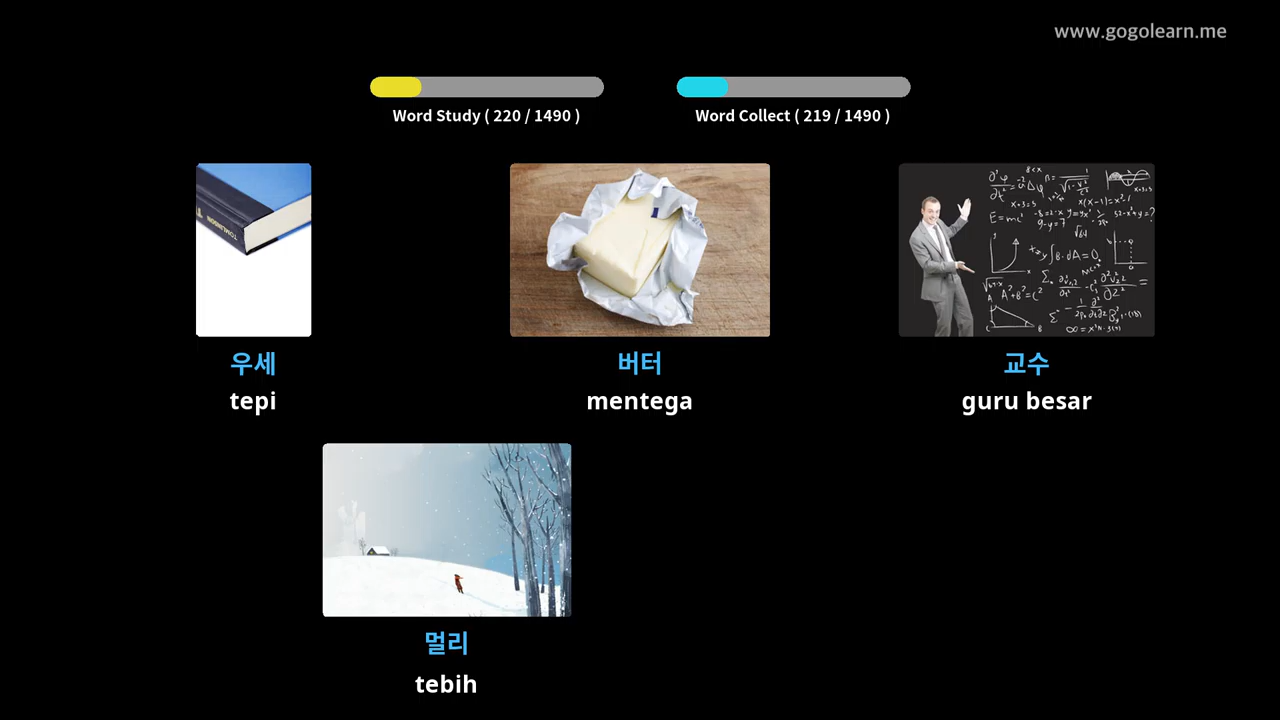 www.gogolearn.me
Word Study ( 220 / 1490 )
Word Collect ( 219 / 1490 )
TOMLINSON
우세
tepi
버터
mentega
교수
guru besar
멀리
tebih